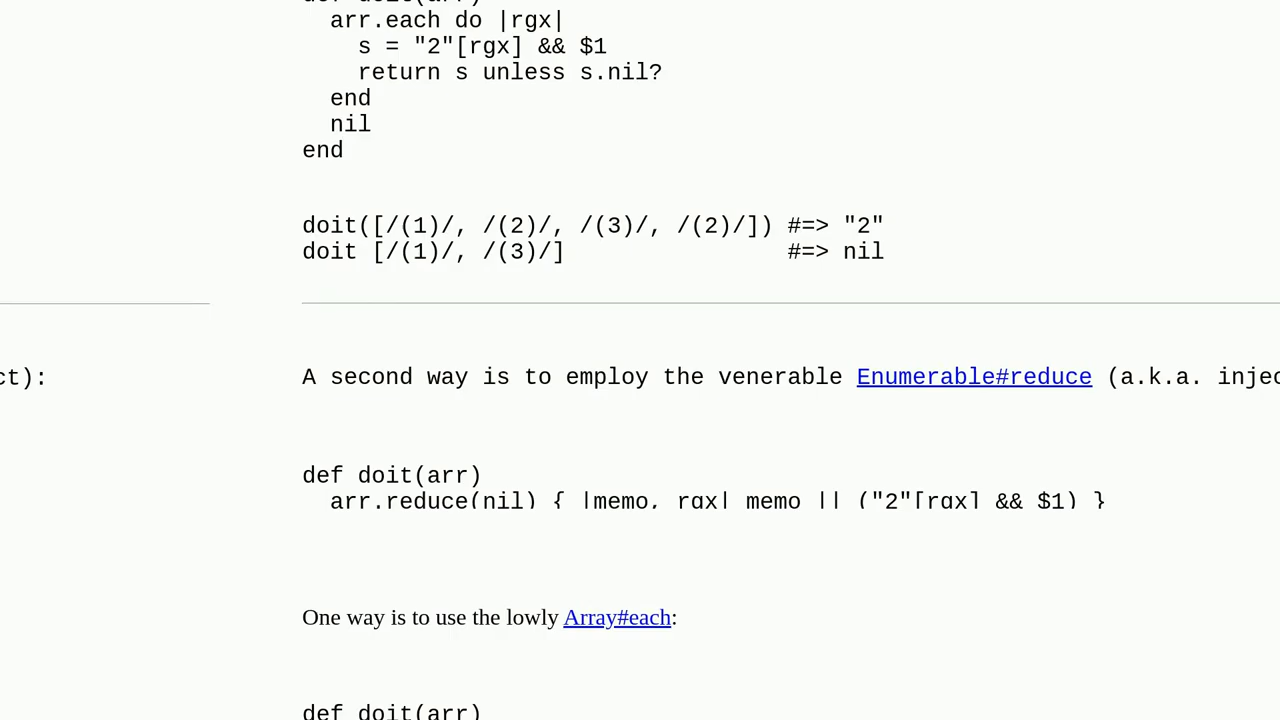 def doit(arr)
  arr.each do |rgx|
    s = "2"[rgx] && $1
    return s unless s.nil?
  end
  nil
end
doit([/(1)/, /(2)/, /(3)/, /(2)/]) #=> "2"
doit [/(1)/, /(3)/]                #=> nil
ct): A second way is to employ the venerable Enumerable#reduce (a.k.a. injec
def doit(arr)
  arr.reduce(nil) { |memo, rgx| memo || ("2"[rgx] && $1) }
One way is to use the lowly Array#each:
def doit(arr)